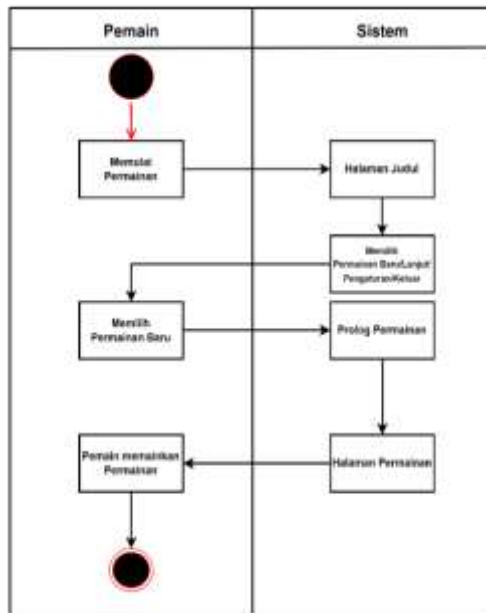 Pemain
Sistem
Memulai
Permainan
Halaman Judul
Memilih
Permainan Baru/Lanjut
Pengaturan/Keluar
Memilih
Permainan Baru
Prolog Permainan
Pemain memainkan
Permainan
Halaman Permainan